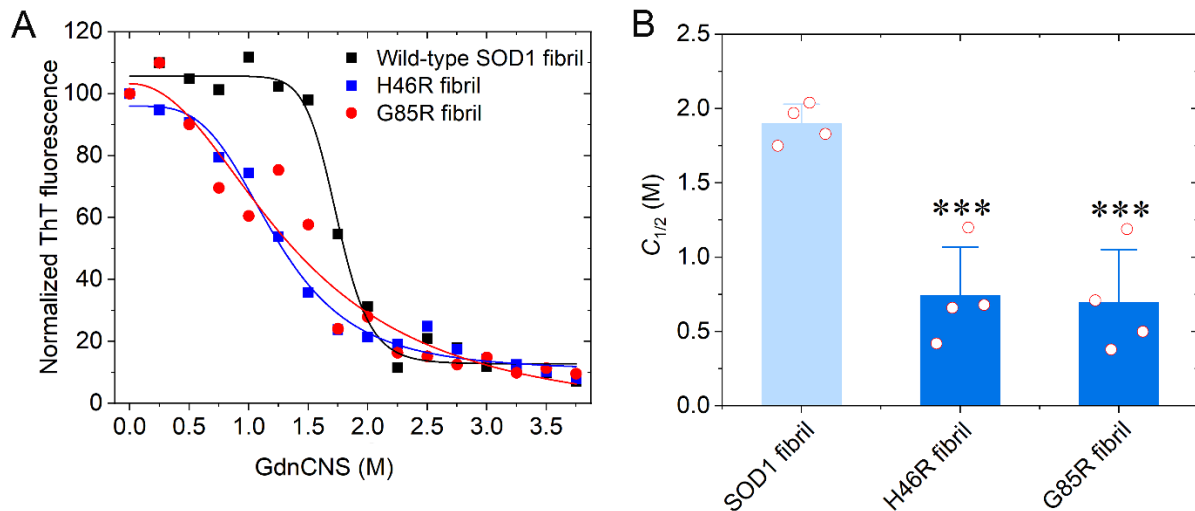 A
Normalized ThT fluorescence
120
100
80
60
40
20
0
Wild-type SOD1 fibril
H46R fibril
G85R fibril
0.0 0.5 1.0 1.5 2.0 2.5 3.0 3.5
GdnCNS (M)
B
C1/2 (M)
2.5
2.0
1.5
1.0
0.5
0.0
*** ***
SOD1 fibril
H46R fibril
G85R fibril